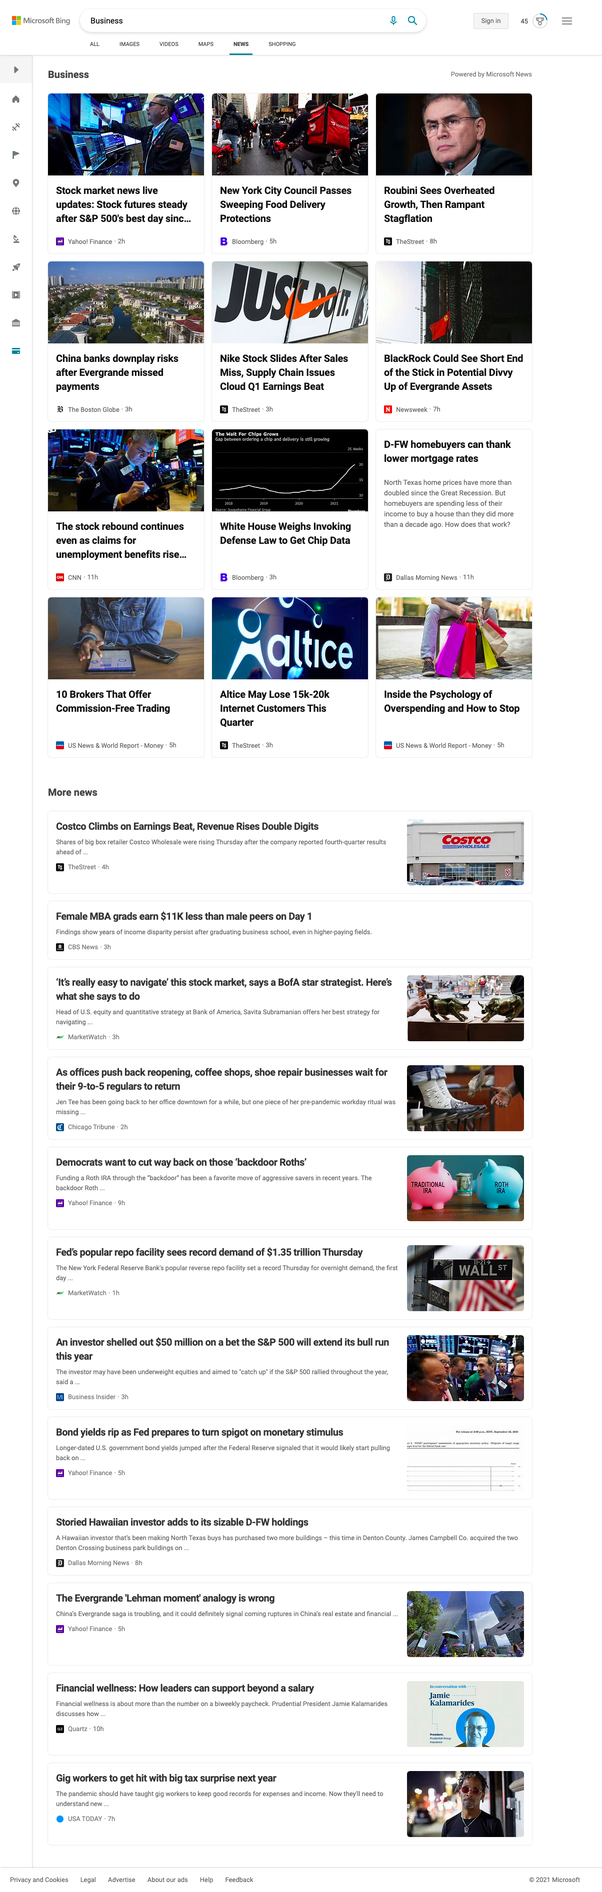 Microsoft Bing
Business
Sign in
45
ALL IMAGES VIDEOS MAPS NEWS SHOPPING
Business
Powered by Microsoft News
Stock market news live
updates: Stock futures steady
after S&P 500's best day sinc...
Yahoo! Finance · 2h
New York City Council Passes
Sweeping Food Delivery
Protections
Bloomberg · 5h
Roubini Sees Overheated
Growth, Then Rampant
Stagflation
TheStreet · 8h
China banks downplay risks
after Evergrande missed
payments
The Boston Globe · 3h
JUST DO IT.
Nike Stock Slides After Sales
Miss, Supply Chain Issues
Cloud Q1 Earnings Beat
TheStreet · 3h
BlackRock Could See Short End
of the Stick in Potential Divvy
Up of Evergrande Assets
Newsweek · 7h
The stock rebound continues
even as claims for
unemployment benefits rise...
CNN · 11h
The Wait For Chips Grows
Gap between ordering a chip and delivery is still growing
25 Weeks
20
15
10
2018 2019 2020 2021
Source: Susquehanna Financial Group
White House Weighs Invoking
Defense Law to Get Chip Data
Bloomberg · 3h
D-FW homebuyers can thank
lower mortgage rates
North Texas home prices have more than
doubled since the Great Recession. But
homebuyers are spending less of their
income to buy a house than they did more
than a decade ago. How does that work?
Dallas Morning News · 11h
10 Brokers That Offer
Commission-Free Trading
US News & World Report - Money · 5h
altice
Altice May Lose 15k-20k
Internet Customers This
Quarter
TheStreet · 3h
Inside the Psychology of
Overspending and How to Stop
US News & World Report - Money · 5h
More news
Costco Climbs on Earnings Beat, Revenue Rises Double Digits
Shares of big box retailer Costco Wholesale were rising Thursday after the company reported fourth-quarter results
ahead of ...
TheStreet · 4h
COSTCO
WHOLESALE
Female MBA grads earn $11K less than male peers on Day 1
Findings show years of income disparity persist after graduating business school, even in higher-paying fields.
CBS News · 3h
‘It’s really easy to navigate’ this stock market, says a BofA star strategist. Here’s
what she says to do
Head of U.S. equity and quantitative strategy at Bank of America, Savita Subramanian offers her best strategy for
navigating ...
MarketWatch · 3h
As offices push back reopening, coffee shops, shoe repair businesses wait for
their 9-to-5 regulars to return
Jen Tee has been going back to her office downtown for a while, but one piece of her pre-pandemic workday ritual was
missing ...
Chicago Tribune · 2h
Democrats want to cut way back on those ‘backdoor Roths’
Funding a Roth IRA through the “backdoor” has been a favorite move of aggressive savers in recent years. The
backdoor Roth ...
Yahoo! Finance · 9h
TRADITIONAL
IRA
ROTH
IRA
Fed’s popular repo facility sees record demand of $1.35 trillion Thursday
The New York Federal Reserve Bank’s popular reverse repo facility set a record Thursday for overnight demand, the first
day ...
MarketWatch · 1h
WALL ST
An investor shelled out $50 million on a bet the S&P 500 will extend its bull run
this year
The investor may have been underweight equities and aimed to "catch up" if the S&P 500 rallied throughout the year,
said a ...
Business Insider · 3h
Bond yields rip as Fed prepares to turn spigot on monetary stimulus
Longer-dated U.S. government bond yields jumped after the Federal Reserve signaled that it would likely start pulling
back on ...
Yahoo! Finance · 5h
Storied Hawaiian investor adds to its sizable D-FW holdings
A Hawaiian investor that’s been making North Texas buys has purchased two more buildings – this time in Denton County. James Campbell Co. acquired the two
Denton Crossing business park buildings on ...
Dallas Morning News · 8h
The Evergrande 'Lehman moment' analogy is wrong
China's Evergrande saga is troubling, and it could definitely signal coming ruptures in China's real estate and financial ...
Yahoo! Finance · 5h
Financial wellness: How leaders can support beyond a salary
Financial wellness is about more than the number on a biweekly paycheck. Prudential President Jamie Kalamarides
discusses how ...
Quartz · 10h
In conversation with
Jamie
Kalamarides
Gig workers to get hit with big tax surprise next year
The pandemic should have taught gig workers to keep good records for expenses and income. Now they'll need to
understand new ...
USA TODAY · 7h
Privacy and Cookies Legal Advertise About our ads Help Feedback
© 2021 Microsoft